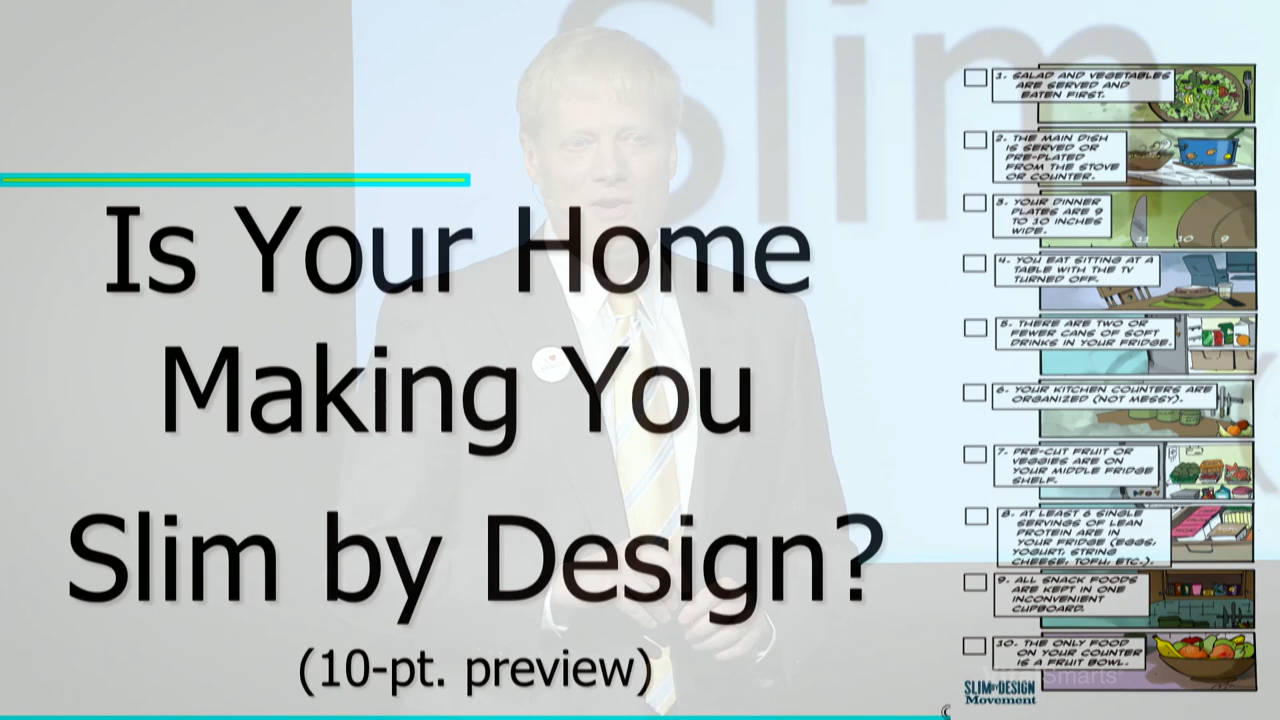 Slim
Is Your Home
Making You
Slim by Design?
(10-pt. preview)
1. SALAD AND VEGETABLES
ARE SERVED AND
EATEN FIRST.
2. THE MAIN DISH
IS SERVED OR
PRE-PLATED
FROM THE STOVE
OR COUNTER.
3. YOUR DINNER
PLATES ARE 9
TO 10 INCHES
WIDE.
11 10 9
4. YOU EAT SITTING AT A
TABLE WITH THE TV
TURNED OFF.
5. THERE ARE TWO OR
FEWER CANS OF SOFT
DRINKS IN YOUR FRIDGE.
6. YOUR KITCHEN COUNTERS ARE
ORGANIZED (NOT MESSY).
7. PRE-CUT FRUIT OR
VEGGIES ARE ON
YOUR MIDDLE FRIDGE
SHELF.
8. AT LEAST 6 SINGLE
SERVINGS OF LEAN
PROTEIN ARE IN
YOUR FRIDGE (EGGS,
YOGURT, STRING
CHEESE, TOFU, ETC.).
9. ALL SNACK FOODS
ARE KEPT IN ONE
INCONVENIENT
CUPBOARD.
10. THE ONLY FOOD
ON YOUR COUNTER
IS A FRUIT BOWL.
SLIM BY DESIGN
Movement
©